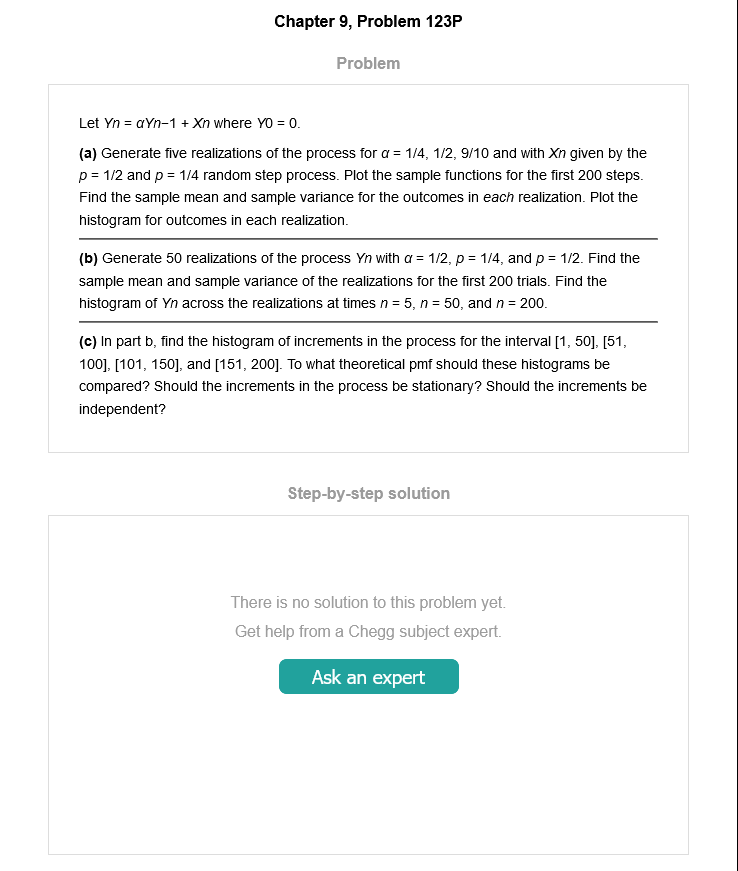 Chapter 9, Problem 123P
Problem
Let Yn = αYn−1 + Xn where Y0 = 0.
(a) Generate five realizations of the process for α = 1/4, 1/2, 9/10 and with Xn given by the
p = 1/2 and p = 1/4 random step process. Plot the sample functions for the first 200 steps.
Find the sample mean and sample variance for the outcomes in each realization. Plot the
histogram for outcomes in each realization.
(b) Generate 50 realizations of the process Yn with α = 1/2, p = 1/4, and p = 1/2. Find the
sample mean and sample variance of the realizations for the first 200 trials. Find the
histogram of Yn across the realizations at times n = 5, n = 50, and n = 200.
(c) In part b, find the histogram of increments in the process for the interval [1, 50], [51,
100], [101, 150], and [151, 200]. To what theoretical pmf should these histograms be
compared? Should the increments in the process be stationary? Should the increments be
independent?
Step-by-step solution
There is no solution to this problem yet.
Get help from a Chegg subject expert.
Ask an expert